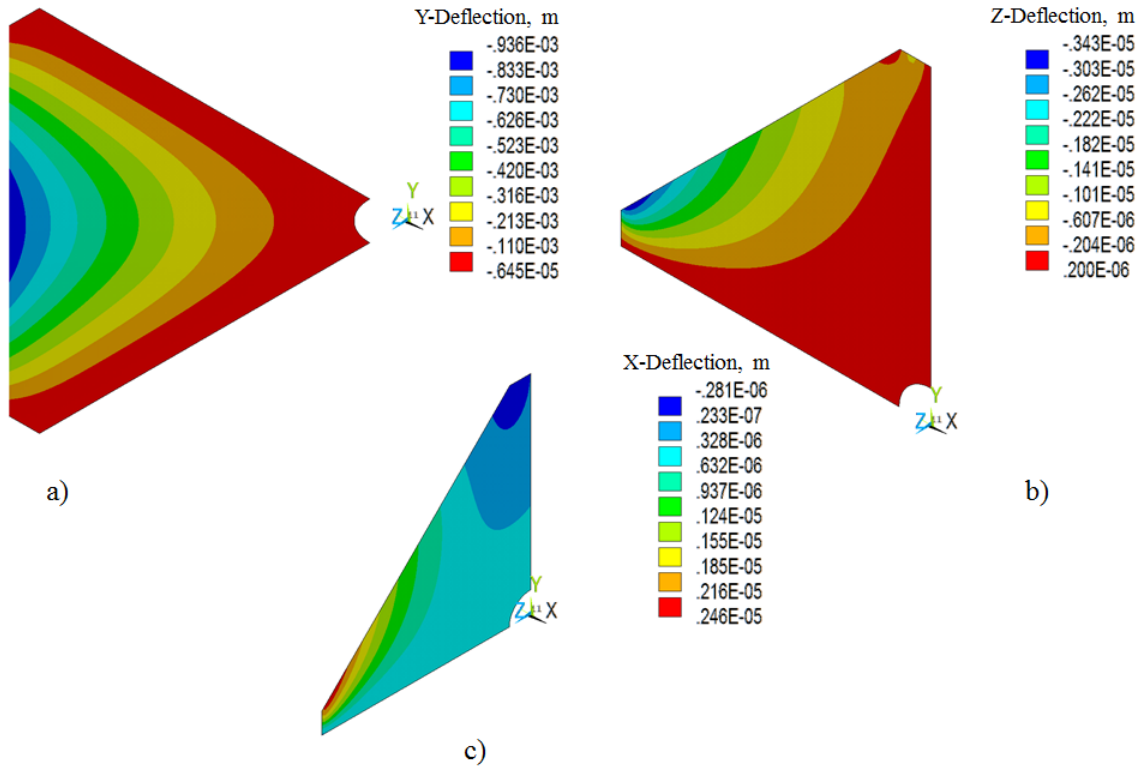 Y-Deflection, m
-.936E-03
-.833E-03
-.730E-03
-.626E-03
-.523E-03
-.420E-03
-.316E-03
-.213E-03
-.110E-03
-.645E-05
Y
Z 11 X
a)
Z-Deflection, m
-.343E-05
-.303E-05
-.262E-05
-.222E-05
-.182E-05
-.141E-05
-.101E-05
-.607E-06
-.204E-06
.200E-06
Y
Z 11 X
b)
X-Deflection, m
-.281E-06
.233E-07
.328E-06
.632E-06
.937E-06
.124E-05
.155E-05
.185E-05
.216E-05
.246E-05
Y
Z 11 X
c)